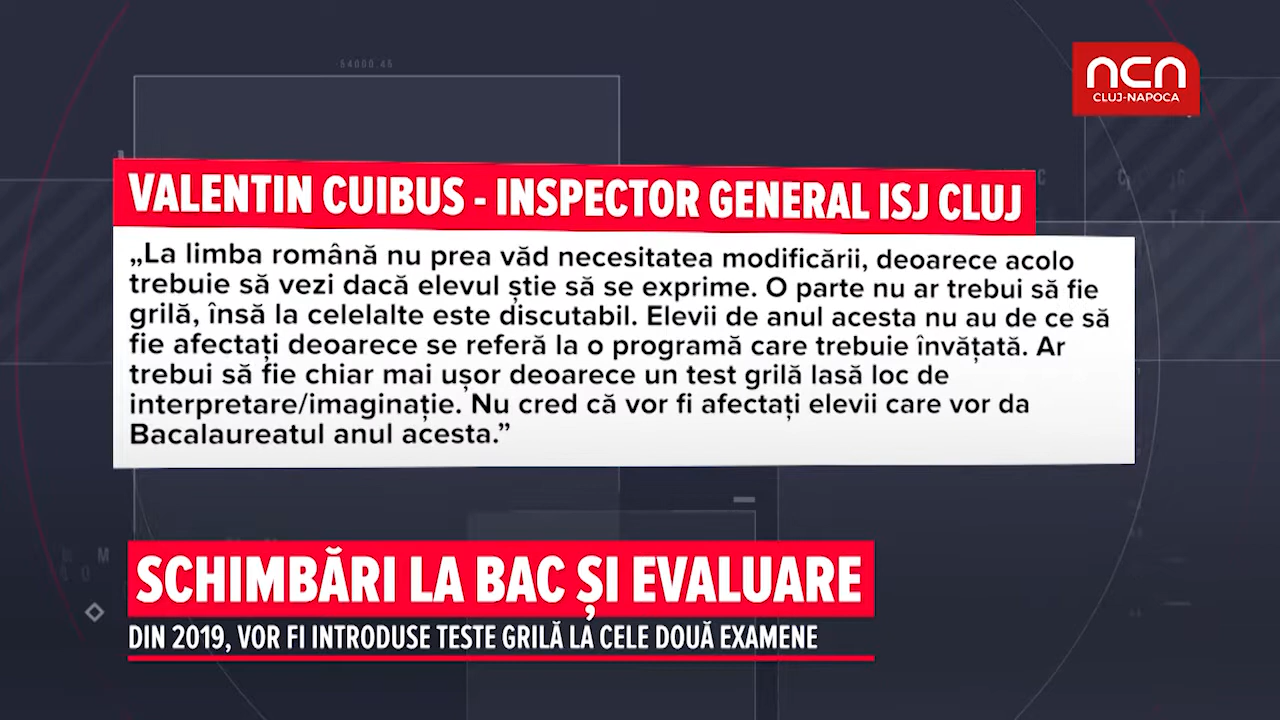 54000.45
NCN
CLUJ-NAPOCA
VALENTIN CUIBUS - INSPECTOR GENERAL ISJ CLUJ
„La limba română nu prea văd necesitatea modificării, deoarece acolo
trebuie să vezi dacă elevul știe să se exprime. O parte nu ar trebui să fie
grilă, însă la celelalte este discutabil. Elevii de anul acesta nu au de ce să
fie afectați deoarece se referă la o programă care trebuie învățată. Ar
trebui să fie chiar mai ușor deoarece un test grilă lasă loc de
interpretare/imaginație. Nu cred că vor fi afectați elevii care vor da
Bacalaureatul anul acesta.”
SCHIMBĂRI LA BAC ȘI EVALUARE
DIN 2019, VOR FI INTRODUSE TESTE GRILĂ LA CELE DOUĂ EXAMENE